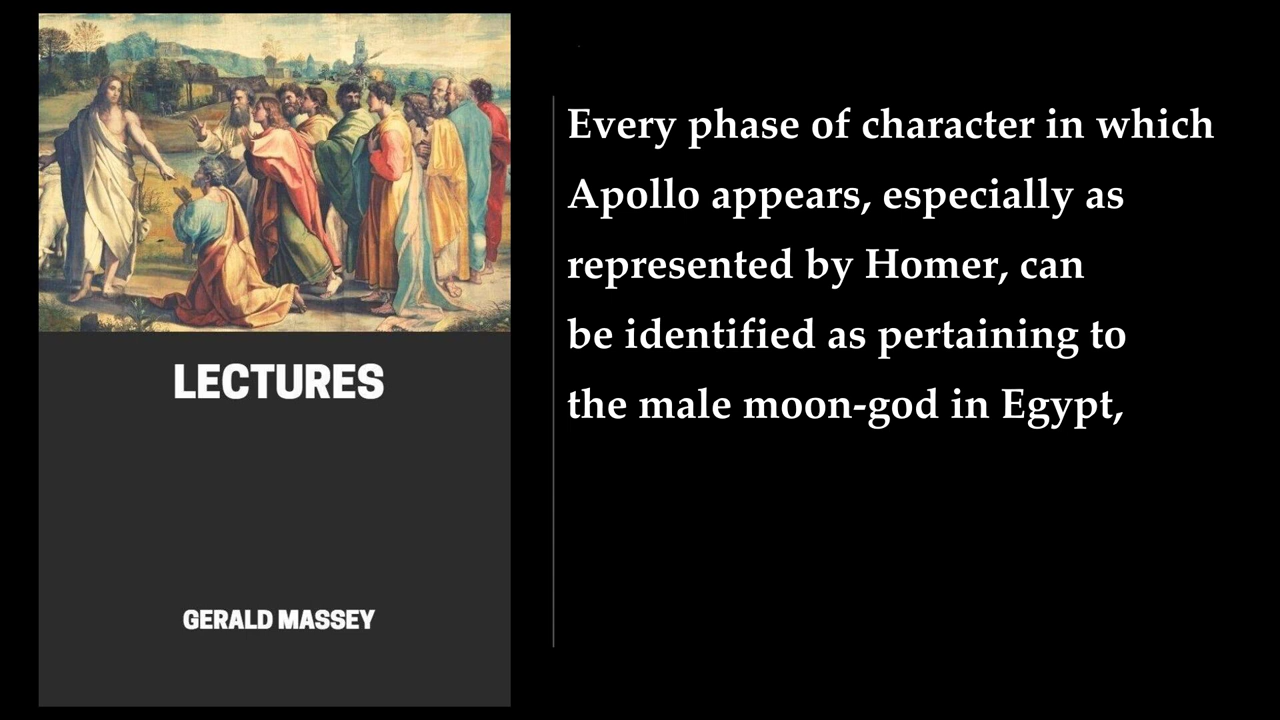 LECTURES
GERALD MASSEY
Every phase of character in which
Apollo appears, especially as
represented by Homer, can
be identified as pertaining to
the male moon-god in Egypt,